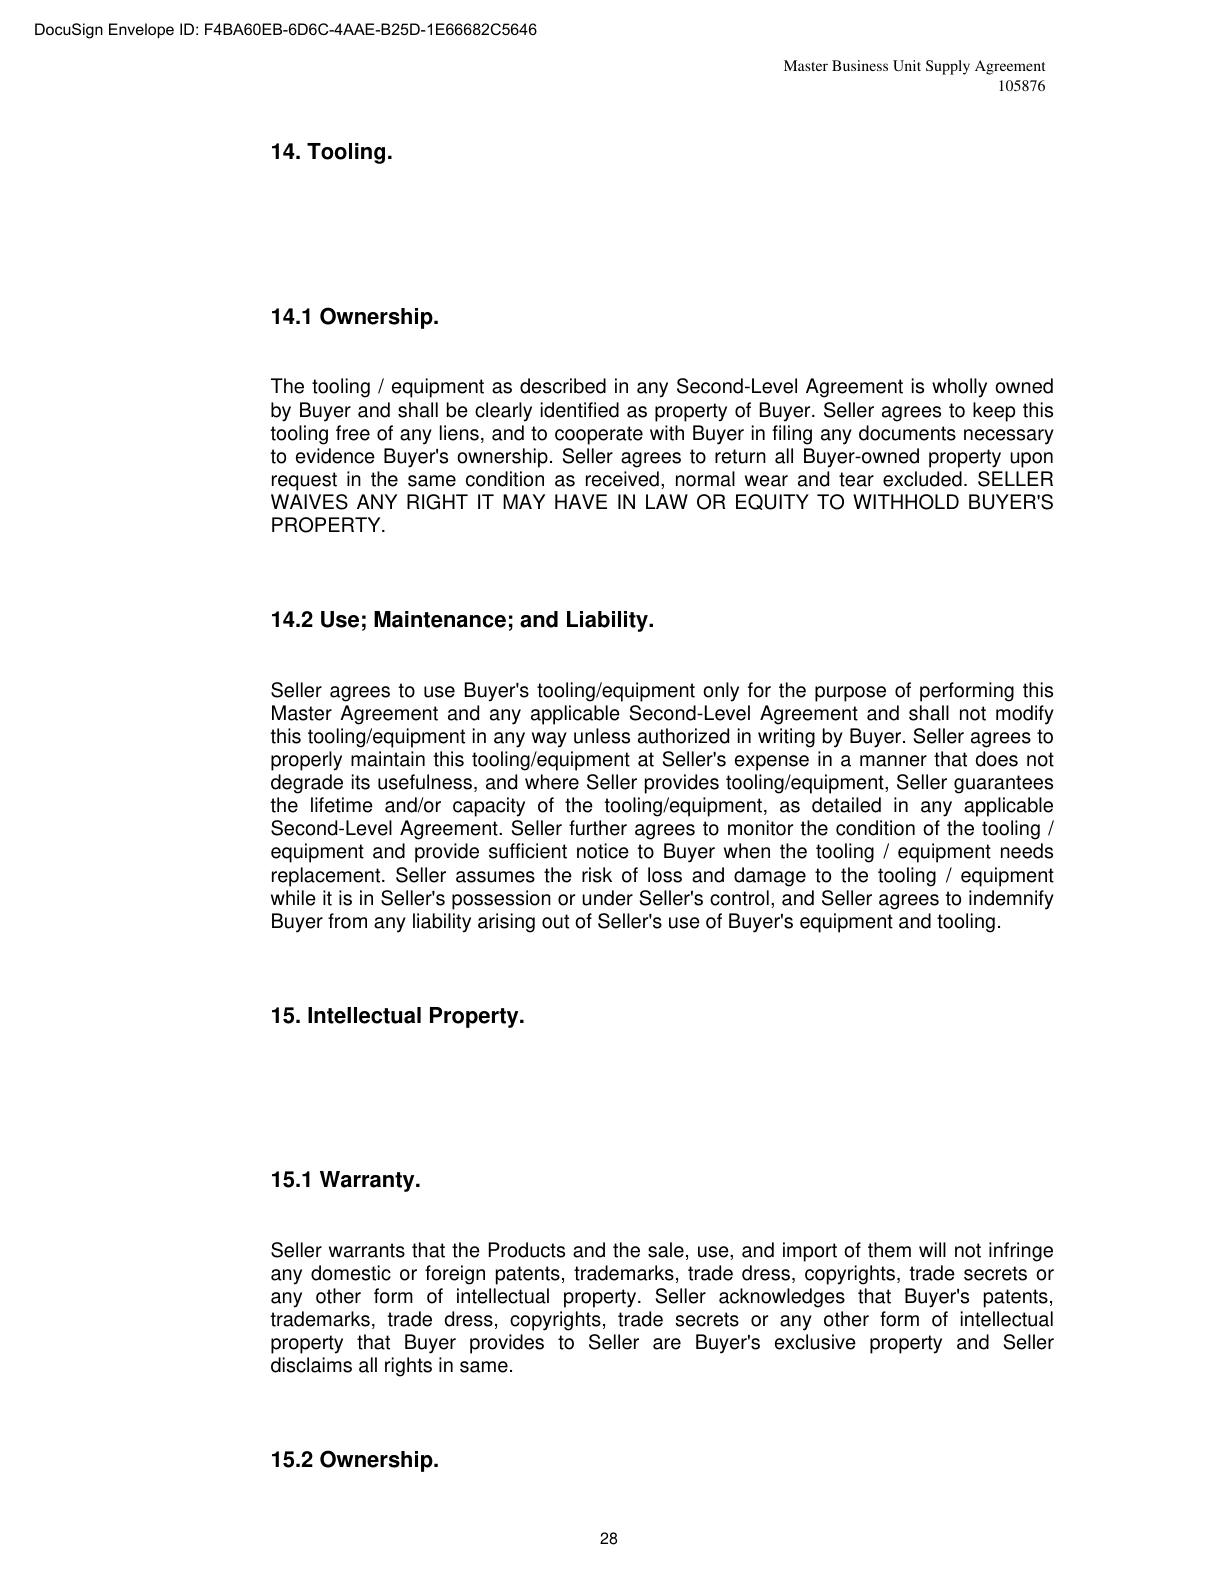 DocuSign Envelope ID: F4BA60EB-6D6C-4AAE-B25D-1E66682C5646
Master Business Unit Supply Agreement
105876
14. Tooling.
14.1 Ownership.
The tooling / equipment as described in any Second-Level Agreement is wholly owned
by Buyer and shall be clearly identified as property of Buyer. Seller agrees to keep this
tooling free of any liens, and to cooperate with Buyer in filing any documents necessary
to evidence Buyer's ownership. Seller agrees to return all Buyer-owned property upon
request in the same condition as received, normal wear and tear excluded. SELLER
WAIVES ANY RIGHT IT MAY HAVE IN LAW OR EQUITY TO WITHHOLD BUYER'S
PROPERTY.
14.2 Use; Maintenance; and Liability.
Seller agrees to use Buyer's tooling/equipment only for the purpose of performing this
Master Agreement and any applicable Second-Level Agreement and shall not modify
this tooling/equipment in any way unless authorized in writing by Buyer. Seller agrees to
properly maintain this tooling/equipment at Seller's expense in a manner that does not
degrade its usefulness, and where Seller provides tooling/equipment, Seller guarantees
the lifetime and/or capacity of the tooling/equipment, as detailed in any applicable
Second-Level Agreement. Seller further agrees to monitor the condition of the tooling /
equipment and provide sufficient notice to Buyer when the tooling / equipment needs
replacement. Seller assumes the risk of loss and damage to the tooling / equipment
while it is in Seller's possession or under Seller's control, and Seller agrees to indemnify
Buyer from any liability arising out of Seller's use of Buyer's equipment and tooling.
15. Intellectual Property.
15.1 Warranty.
Seller warrants that the Products and the sale, use, and import of them will not infringe
any domestic or foreign patents, trademarks, trade dress, copyrights, trade secrets or
any other form of intellectual property. Seller acknowledges that Buyer's patents,
trademarks, trade dress, copyrights, trade secrets or any other form of intellectual
property that Buyer provides to Seller are Buyer's exclusive property and Seller
disclaims all rights in same.
15.2 Ownership.
28